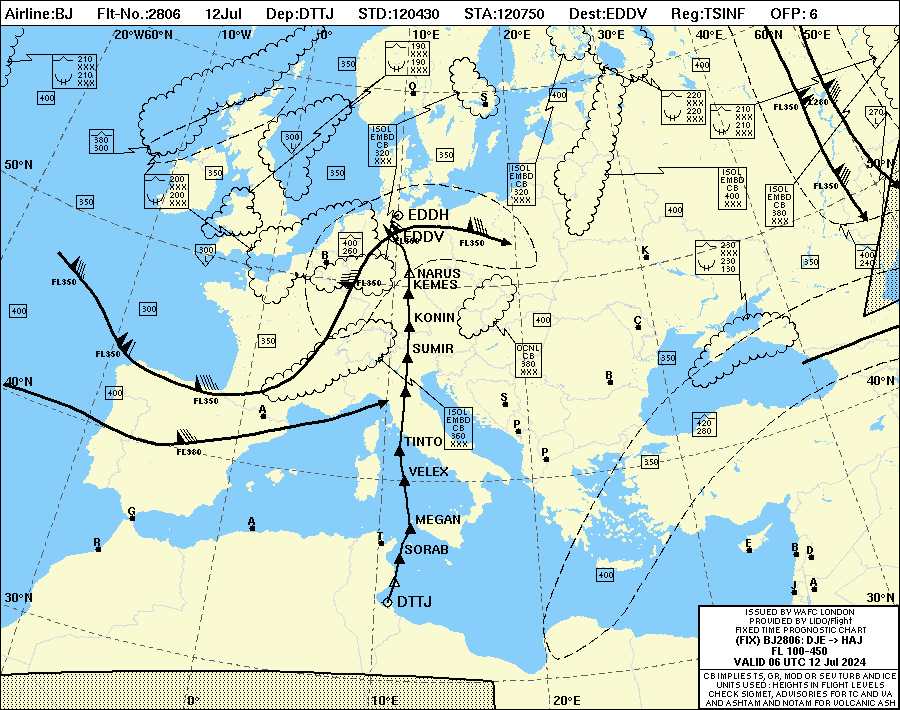 Airline:BJ Flt-No.:2806 12Jul Dep:DTTJ STD:120430 STA:120750 Dest:EDDV Reg:TSINF OFP: 6
20°W60°N 10°W 0° 10°E 20°E 30°E 40°E 60°N 50°E
210
XXX
210
XXX
400
350
190
XXX
190
XXX
400
400
220
XXX
220
XXX
210
XXX
210
XXX
FL350
FL280
270
L
O
S
380
300
300
L
ISOL
EMBD
CB
320
XXX
350
50°N
50°N
200
XXX
200
XXX
350
350
ISOL
EMBD
CB
320
XXX
ISOL
EMBD
CB
400
XXX
ISOL
EMBD
CB
380
XXX
FL350
350
400
EDDH
EDDV
FL350
400
260
300
L
B
K
230
XXX
230
130
350
400
240
FL350
FL350
NARUS
KEMES
400
300
KONIN
400
C
350
SUMIR
350
FL350
OCNL
CB
380
XXX
40°N
40°N
400
FL350
B
A
S
ISOL
EMBD
CB
360
XXX
P
420
280
TINTO
FL380
P
350
VELEX
G
A
MEGAN
R
T
SORAB
E
B
D
400
J
A
30°N
30°N
DTTJ
ISSUED BY WAFC LONDON
PROVIDED BY LIDO/Flight
FIXED TIME PROGNOSTIC CHART
(FIX) BJ2806: DJE -> HAJ
FL 100-450
VALID 06 UTC 12 Jul 2024
CB IMPLIES TS, GR, MOD OR SEV TURB AND ICE
UNITS USED : HEIGHTS IN FLIGHT LEVELS
CHECK SIGMET, ADVISORIES FOR TC AND VA
AND ASHTAM AND NOTAM FOR VOLCANIC ASH
0° 10°E 20°E